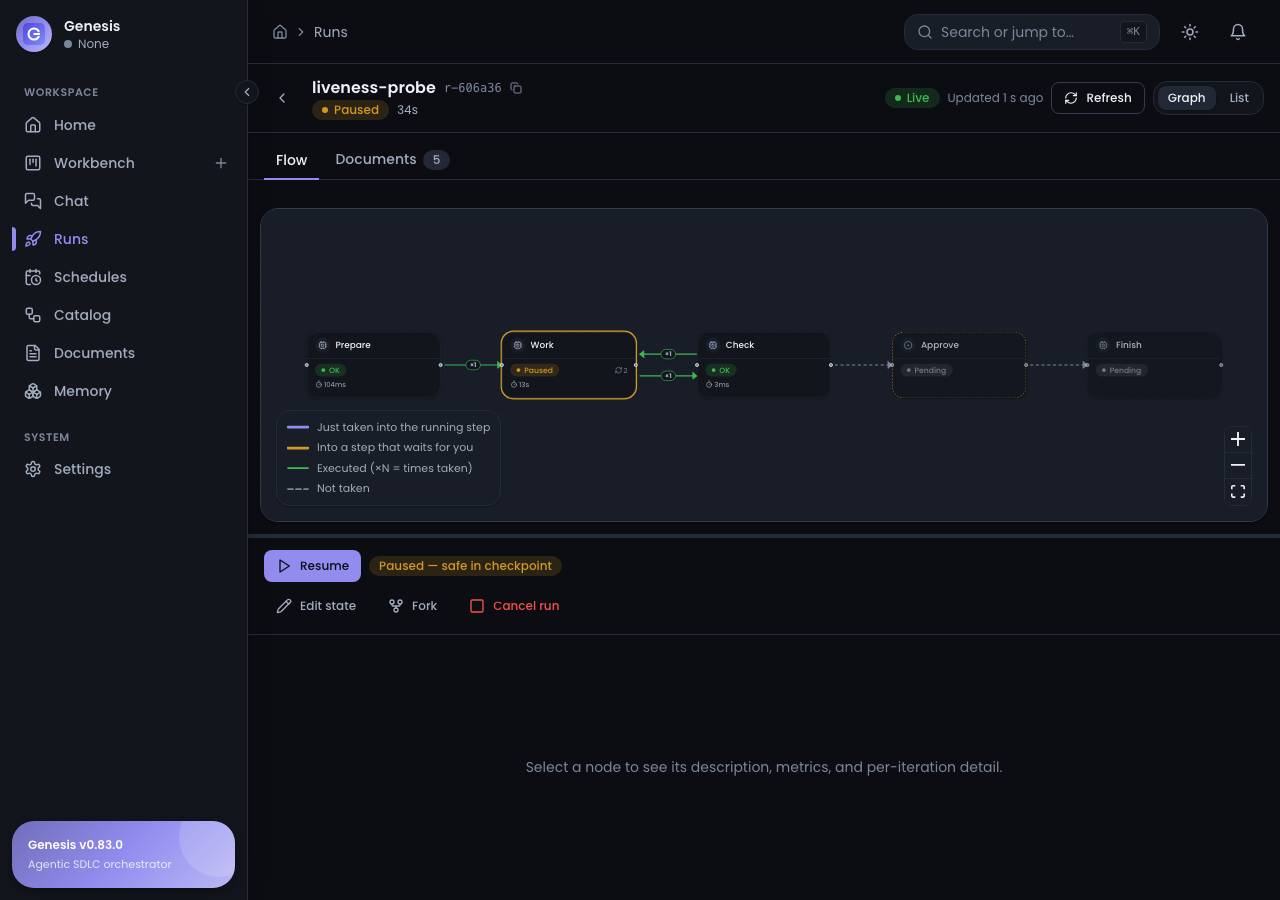 Genesis
None
WORKSPACE
Home
Workbench
Chat
Runs
Schedules
Catalog
Documents
Memory
SYSTEM
Settings
Genesis v0.83.0
Agentic SDLC orchestrator
Runs
Search or jump to...
⌘K
liveness-probe r-606a36
Paused 34s
Live Updated 1 s ago Refresh Graph List
Flow Documents 5
Prepare
OK
104ms
×1
Work
Paused 2
13s
×1
×1
Check
OK
3ms
Approve
Pending
Finish
Pending
Just taken into the running step
Into a step that waits for you
Executed (×N = times taken)
Not taken
Resume Paused — safe in checkpoint
Edit state Fork Cancel run
Select a node to see its description, metrics, and per-iteration detail.